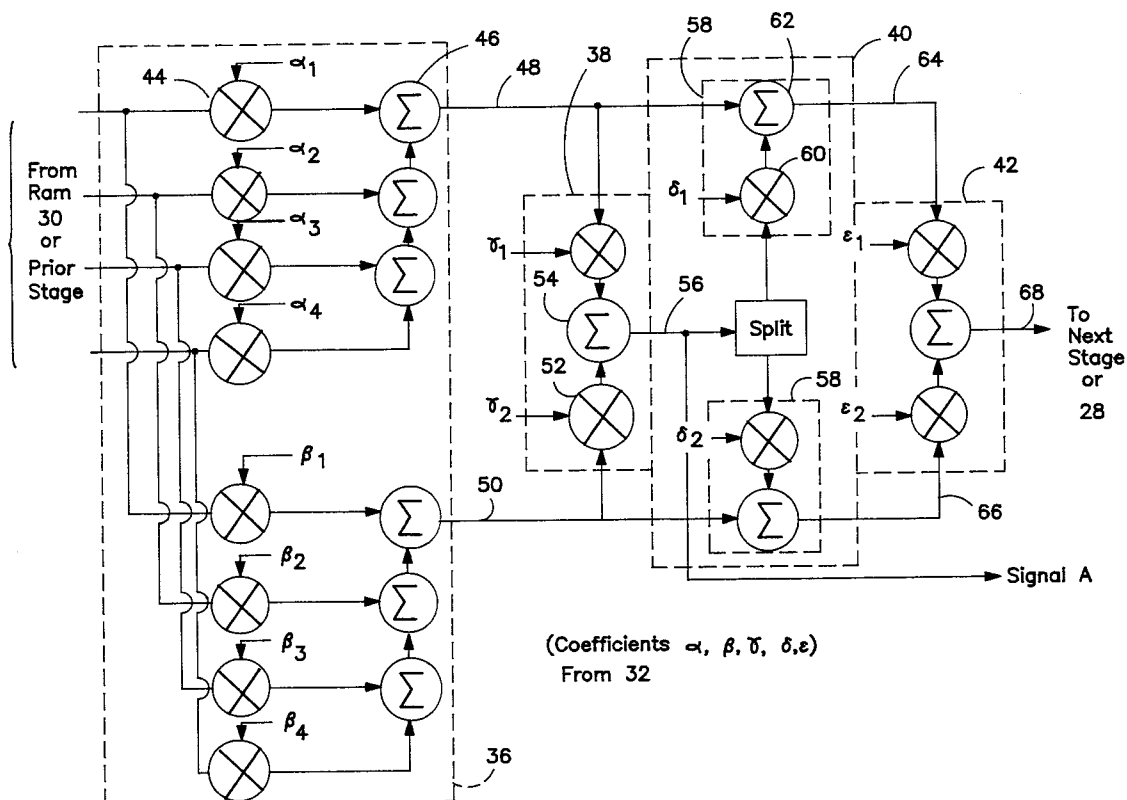 46
62
58
40
44
α1
48
38
64
α2
60
From
Ram
30
or
Prior
Stage
δ1
42
α3
γ1
ε1
54
56
68
α4
Split
To
Next
Stage
or
28
52
58
γ2
δ2
ε2
β1
50
66
β2
Signal A
β3
(Coefficients α, β, γ, δ,ε)
From 32
β4
36
Σ
Σ
Σ
Σ
Σ
Σ
Σ
Σ
Σ
Σ